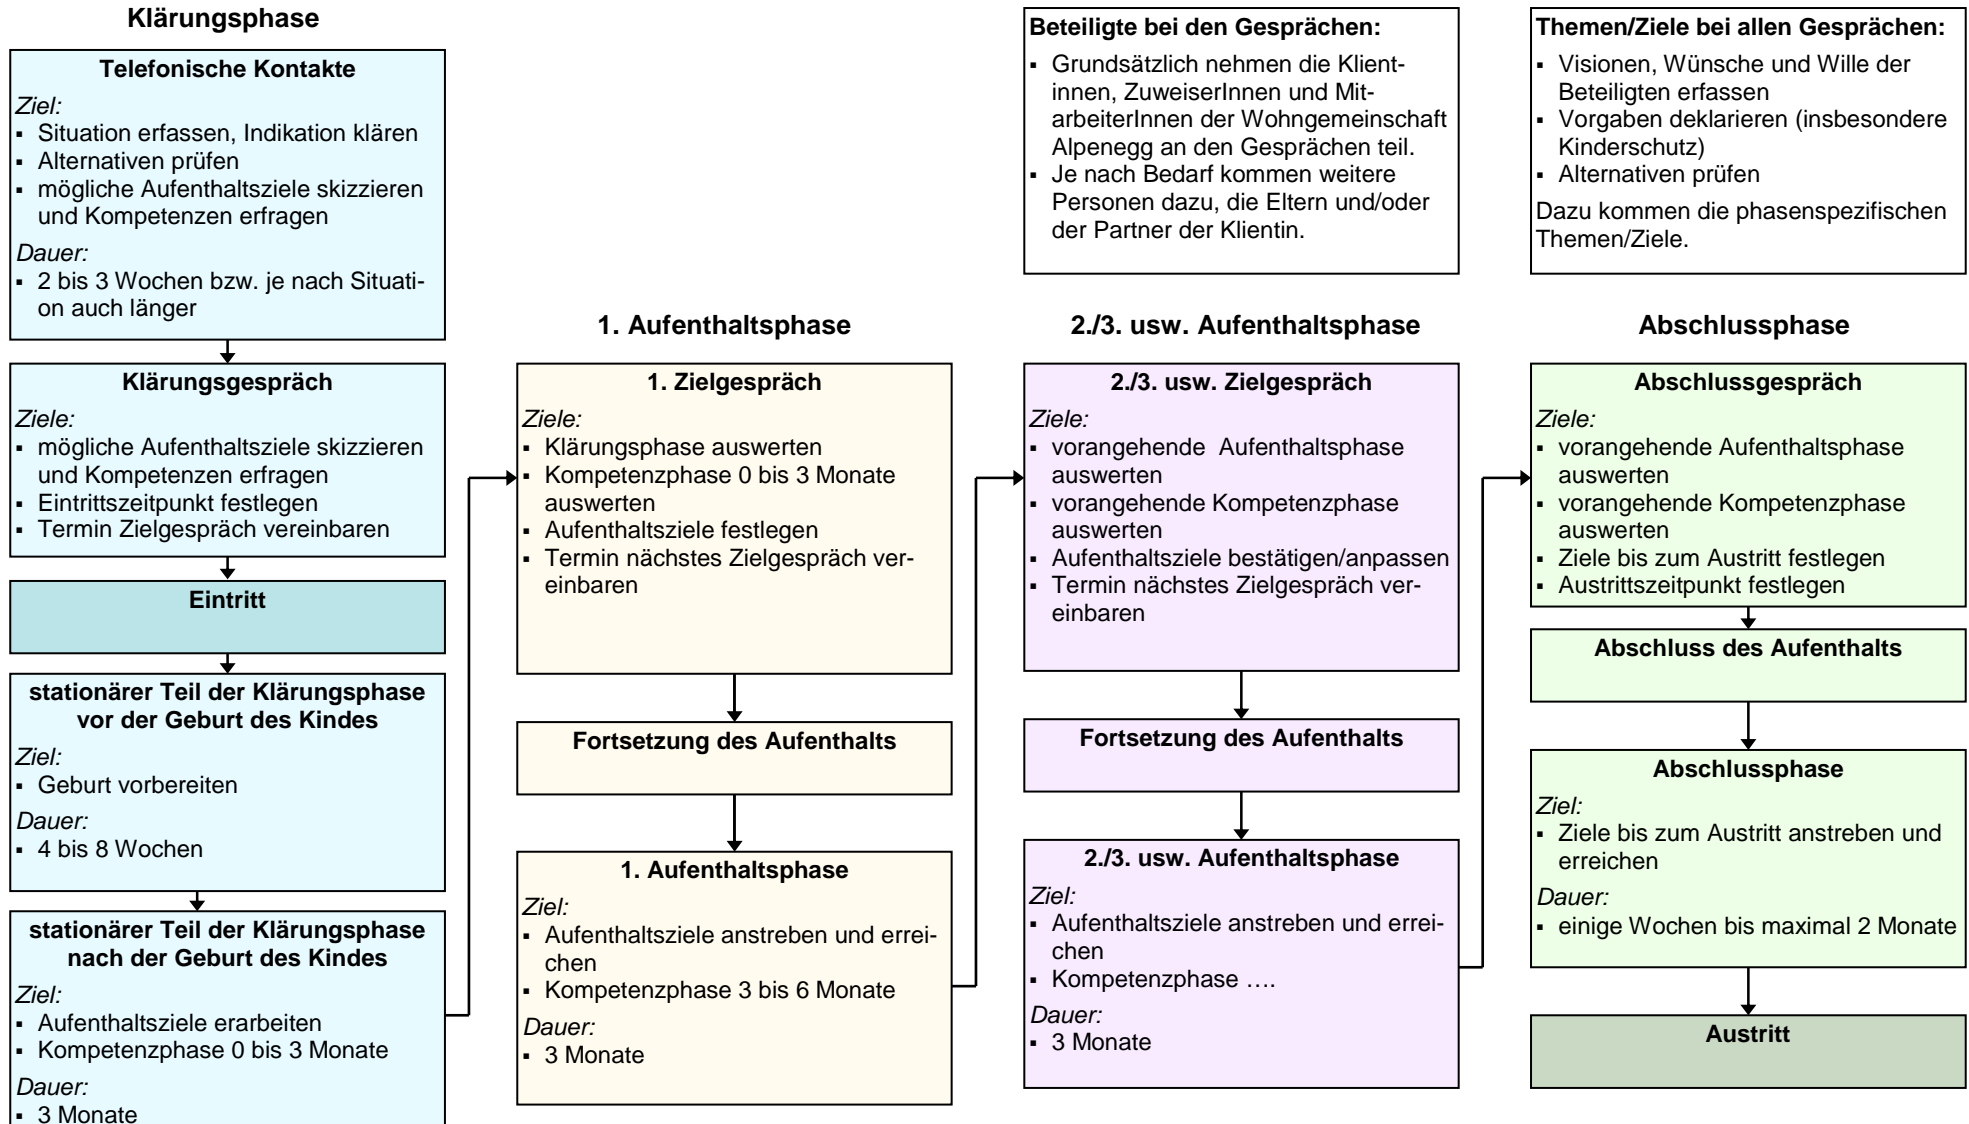 Klärungsphase
Telefonische Kontakte
Ziel:
▪ Situation erfassen, Indikation klären
▪ Alternativen prüfen
▪ mögliche Aufenthaltsziele skizzieren
und Kompetenzen erfragen
Dauer:
▪ 2 bis 3 Wochen bzw. je nach Situati-
on auch länger
Klärungsgespräch
Ziele:
▪ mögliche Aufenthaltsziele skizzieren
und Kompetenzen erfragen
▪ Eintrittszeitpunkt festlegen
▪ Termin Zielgespräch vereinbaren
Eintritt
stationärer Teil der Klärungsphase
vor der Geburt des Kindes
Ziel:
▪ Geburt vorbereiten
Dauer:
▪ 4 bis 8 Wochen
stationärer Teil der Klärungsphase
nach der Geburt des Kindes
Ziel:
▪ Aufenthaltsziele erarbeiten
▪ Kompetenzphase 0 bis 3 Monate
Dauer:
▪ 3 Monate
1. Aufenthaltsphase
1. Zielgespräch
Ziele:
▪ Klärungsphase auswerten
▪ Kompetenzphase 0 bis 3 Monate
auswerten
▪ Aufenthaltsziele festlegen
▪ Termin nächstes Zielgespräch ver-
einbaren
Fortsetzung des Aufenthalts
1. Aufenthaltsphase
Ziel:
▪ Aufenthaltsziele anstreben und errei-
chen
▪ Kompetenzphase 3 bis 6 Monate
Dauer:
▪ 3 Monate
Beteiligte bei den Gesprächen:
▪ Grundsätzlich nehmen die Klient-
innen, ZuweiserInnen und Mit-
arbeiterInnen der Wohngemeinschaft
Alpenegg an den Gesprächen teil.
▪ Je nach Bedarf kommen weitere
Personen dazu, die Eltern und/oder
der Partner der Klientin.
2./3. usw. Aufenthaltsphase
2./3. usw. Zielgespräch
Ziele:
▪ vorangehende Aufenthaltsphase
auswerten
▪ vorangehende Kompetenzphase
auswerten
▪ Aufenthaltsziele bestätigen/anpassen
▪ Termin nächstes Zielgespräch ver-
einbaren
Fortsetzung des Aufenthalts
2./3. usw. Aufenthaltsphase
Ziel:
▪ Aufenthaltsziele anstreben und errei-
chen
▪ Kompetenzphase ….
Dauer:
▪ 3 Monate
Themen/Ziele bei allen Gesprächen:
▪ Visionen, Wünsche und Wille der
Beteiligten erfassen
▪ Vorgaben deklarieren (insbesondere
Kinderschutz)
▪ Alternativen prüfen
Dazu kommen die phasenspezifischen
Themen/Ziele.
Abschlussphase
Abschlussgespräch
Ziele:
▪ vorangehende Aufenthaltsphase
auswerten
▪ vorangehende Kompetenzphase
auswerten
▪ Ziele bis zum Austritt festlegen
▪ Austrittszeitpunkt festlegen
Abschluss des Aufenthalts
Abschlussphase
Ziel:
▪ Ziele bis zum Austritt anstreben und
erreichen
Dauer:
▪ einige Wochen bis maximal 2 Monate
Austritt